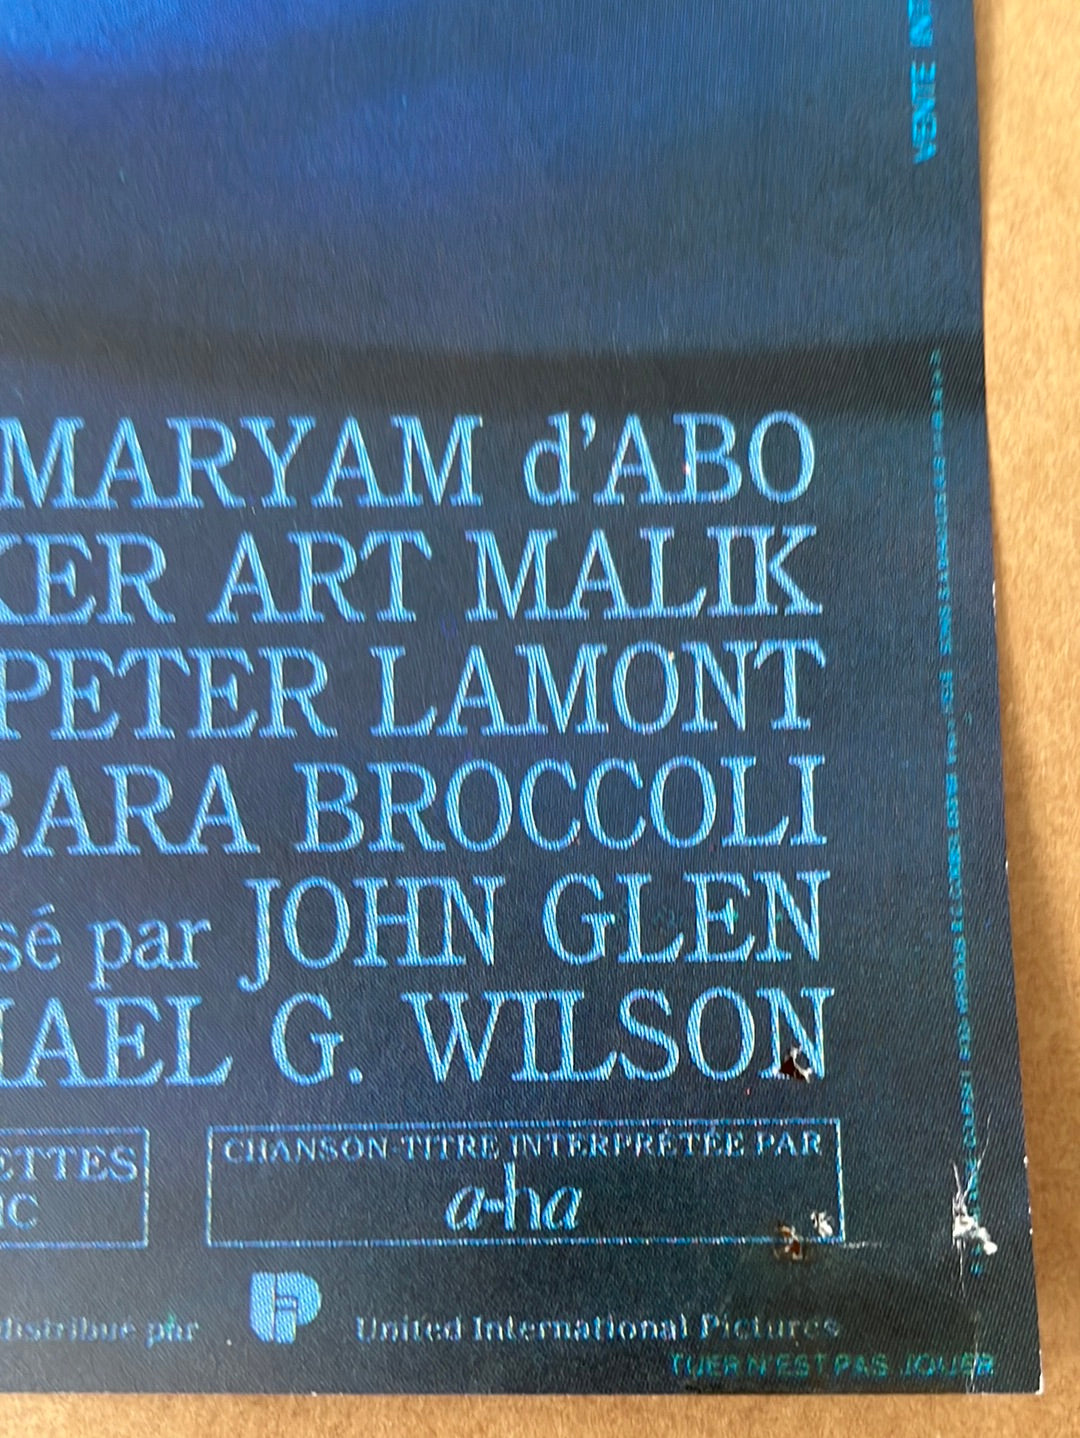 VENTE
MARYAM d'ABO
KER ART MALIK
PETER LAMONT
BARA BROCCOLI
sé par JOHN GLEN
AEL G. WILSON
ETTES
IC
CHANSON-TITRE INTERPRÉTÉE PAR
a-ha
distribué par
United International Pictures
TUER N'EST PAS JOUER